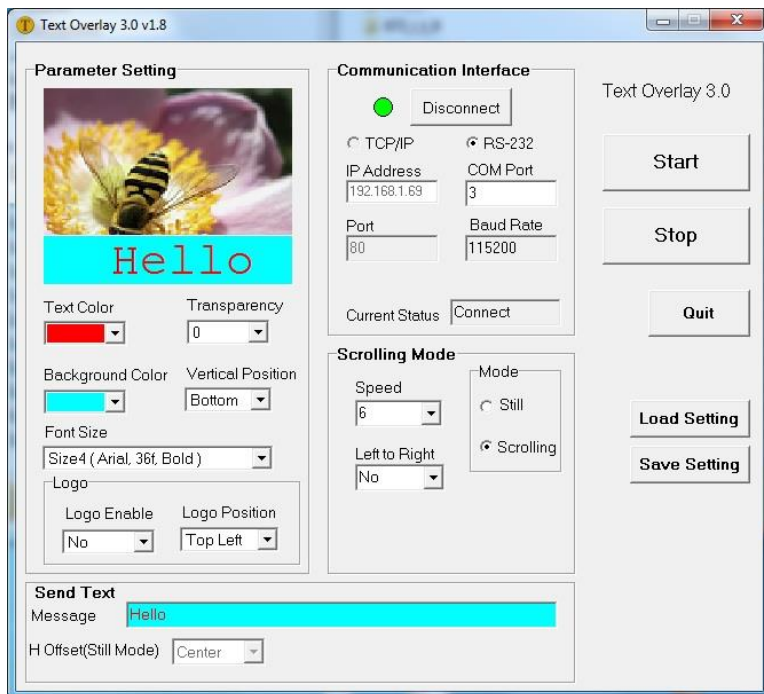 Text Overlay 3.0 v1.8
Parameter Setting
Hello
Text Color
Transparency
0
Background Color
Vertical Position
Bottom
Font Size
Size4 ( Arial, 36f, Bold )
Logo
Logo Enable
Logo Position
No
Top Left
Communication Interface
Disconnect
TCP/IP
RS-232
IP Address
COM Port
192.168.1.69
3
Port
Baud Rate
80
115200
Current Status
Connect
Scrolling Mode
Speed
6
Left to Right
No
Mode
Still
Scrolling
Text Overlay 3.0
Start
Stop
Quit
Load Setting
Save Setting
Send Text
Message
Hello
H Offset(Still Mode)
Center